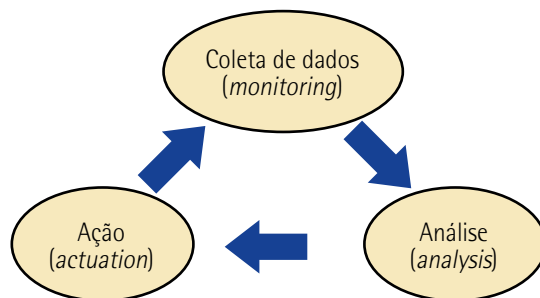 Coleta de dados
(monitoring)
Ação
(actuation)
Análise
(analysis)